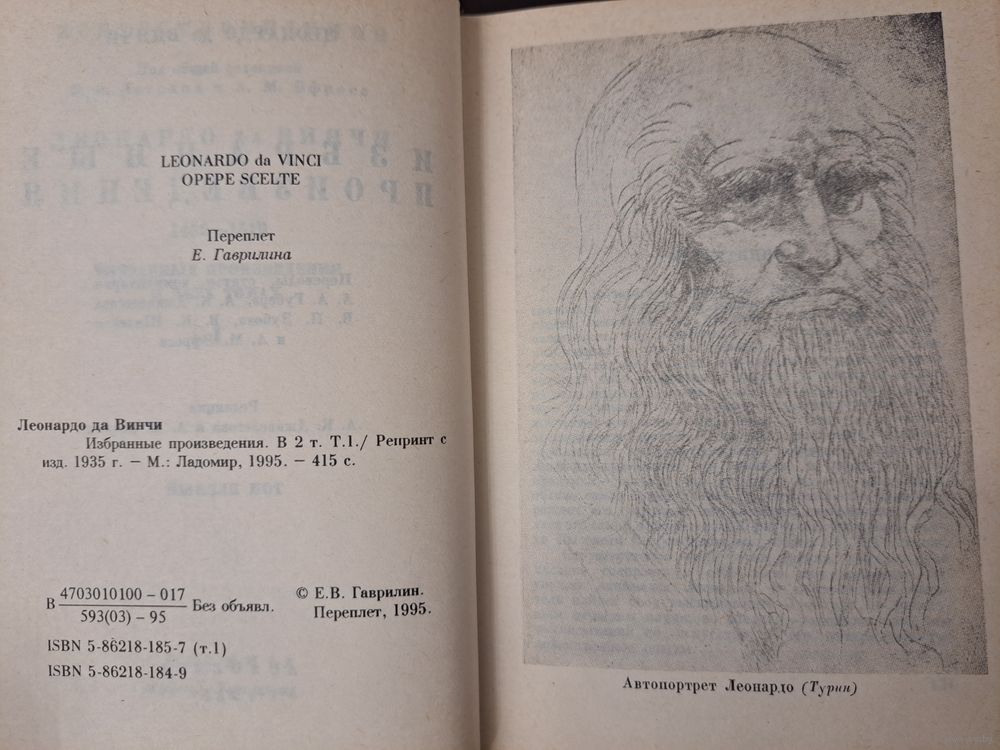 LEONARDO da VINCI
OPEPE SCELTE
Переплет
Е. Гаврилина
Леонардо да Винчи
Избранные произведения. В 2 т. Т.1./ Репринт с
изд. 1935 г. – М.: Ладомир, 1995. – 415 с.
В 4703010100 – 017
593(03) – 95
Без объявл.
© Е.В. Гаврилин.
Переплет, 1995.
ISBN 5-86218-185-7 (т.1)
ISBN 5-86218-184-9
Автопортрет Леонардо (Турин)